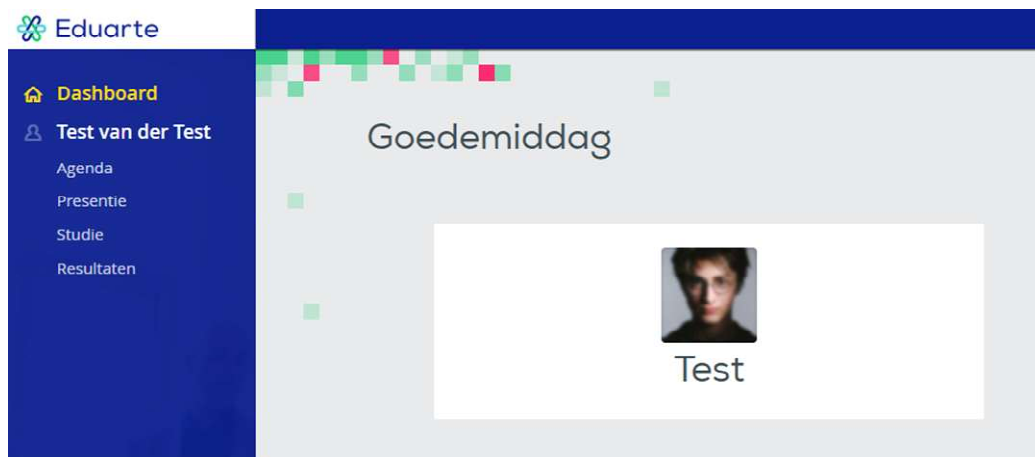 Eduarte
Dashboard
Test van der Test
Agenda
Presentie
Studie
Resultaten
Goedemiddag
Test